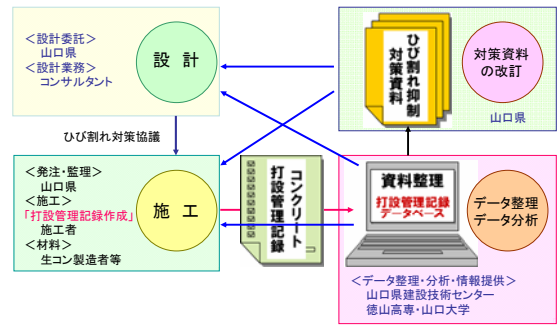 <設計委託>
山口県
<設計業務>
コンサルタント
設 計
ひび割れ抑制
対策資料
対策資料
の改訂
山口県
ひび割れ対策協議
<発注・監理>
山口県
<施工>
「打設管理記録作成」
施工者
<材料>
生コン製造者等
施 工
コンクリート
打設管理記録
資料整理
打設管理記録
データベース
データ整理
データ分析
<データ整理・分析・情報提供>
山口県建設技術センター
徳山高専・山口大学